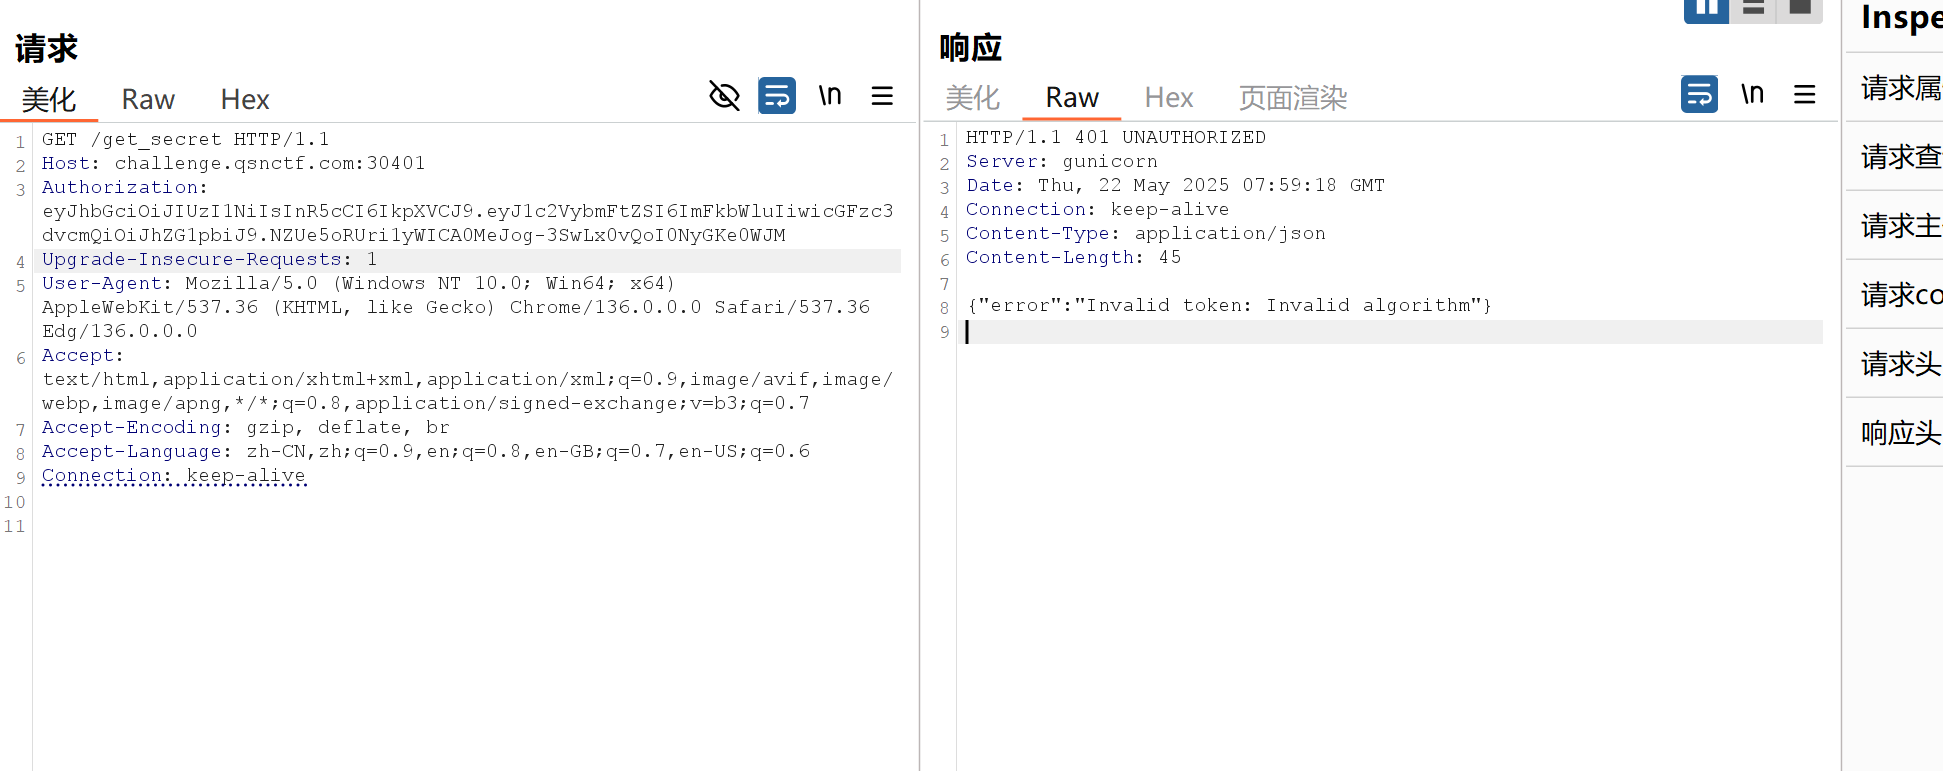 请求
美化 Raw Hex \n
1 GET /get_secret HTTP/1.1
2 Host: challenge.qsnctf.com:30401
3 Authorization:
eyJhbGciOiJIUzI1NiIsInR5cCI6IkpXVCJ9.eyJ1c2VybmFtZSI6ImFkbWluIiwicGFzc3
dvcmQiOiJhZG1pbiJ9.NZUe5oRUri1yWICA0MeJog-3SwLx0vQoI0NyGKe0WJM
4 Upgrade-Insecure-Requests: 1
5 User-Agent: Mozilla/5.0 (Windows NT 10.0; Win64; x64)
AppleWebKit/537.36 (KHTML, like Gecko) Chrome/136.0.0.0 Safari/537.36
Edg/136.0.0.0
6 Accept:
text/html,application/xhtml+xml,application/xml;q=0.9,image/avif,image/
webp,image/apng,*/*;q=0.8,application/signed-exchange;v=b3;q=0.7
7 Accept-Encoding: gzip, deflate, br
8 Accept-Language: zh-CN,zh;q=0.9,en;q=0.8,en-GB;q=0.7,en-US;q=0.6
9 Connection: keep-alive
10
11
响应
美化 Raw Hex 页面渲染 \n
1 HTTP/1.1 401 UNAUTHORIZED
2 Server: gunicorn
3 Date: Thu, 22 May 2025 07:59:18 GMT
4 Connection: keep-alive
5 Content-Type: application/json
6 Content-Length: 45
7
8 {"error":"Invalid token: Invalid algorithm"}
9
Inspe
请求属
请求查
请求主
请求co
请求头
响应头